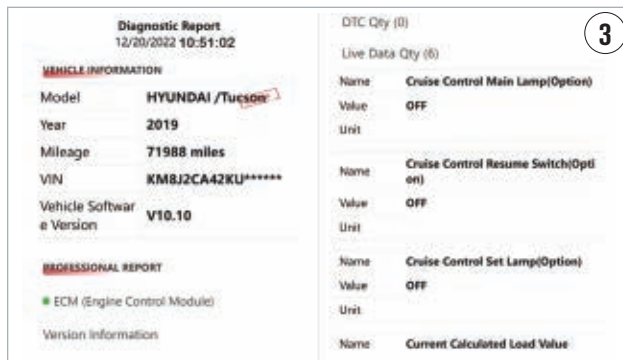 Diagnostic Report
12/20/2022 10:51:02
VEHICLE INFORMATION
Model HYUNDAI /Tucson
Year 2019
Mileage 71988 miles
VIN KM8J2CA42KU******
Vehicle Softwar
e Version V10.10
PROFESSIONAL REPORT
ECM (Engine Control Module)
Version Information
DTC Qty (0)
3
Live Data Qty (6)
Name Cruise Control Main Lamp(Option)
Value OFF
Unit
Name Cruise Control Resume Switch(Opti
on)
Value OFF
Unit
Name Cruise Control Set Lamp(Option)
Value OFF
Unit
Name Current Calculated Load Value